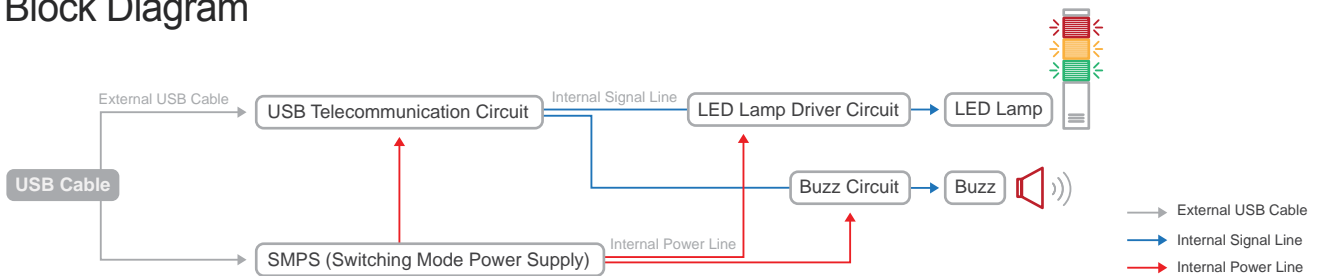 Block Diagram
External USB Cable
USB Telecommunication Circuit
Internal Signal Line
LED Lamp Driver Circuit
LED Lamp
USB Cable
Buzz Circuit
Buzz
SMPS (Switching Mode Power Supply)
Internal Power Line
External USB Cable
Internal Signal Line
Internal Power Line